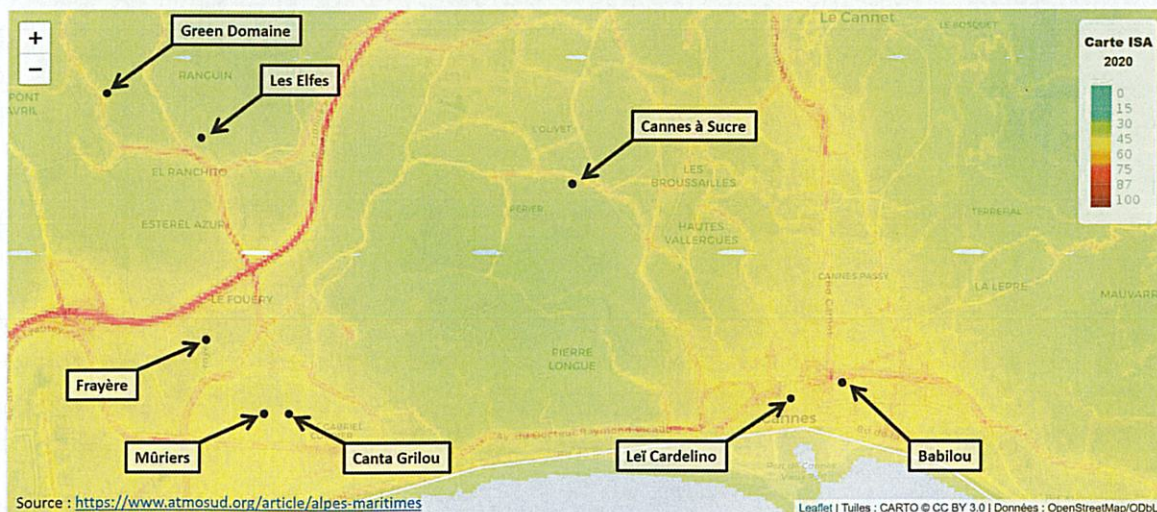 +
−
Green Domaine
RANGUIN
Les Elfes
PONT
AVRIL
Le Cannet
LE BOSQUET
Carte ISA
2020
0
15
30
45
60
75
87
100
L'OLIVET
Cannes à Sucre
EL RANCHITO
LES
BROUSSAILLES
PERIER
ESTEREL AZUR
HAUTES
VALLERGUES
TERREFIAL
CANNES PASSY
LE FOUERY
LA LEPRE
MAUVARR
PIERRE
LONGUE
Frayère
Cannes
Mûriers
Canta Grilou
Leï Cardelino
Babilou
Source : https://www.atmosud.org/article/alpes-maritimes
Leaflet | Tuiles : CARTO © CC BY 3.0 | Données : OpenStreetMap/ODbL